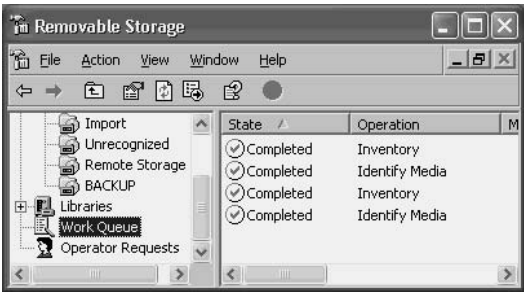 Removable Storage
File Action View Window Help
Import
Unrecognized
Remote Storage
BACKUP
Libraries
Work Queue
Operator Requests
State Operation M
Completed Inventory
Completed Identify Media
Completed Inventory
Completed Identify Media